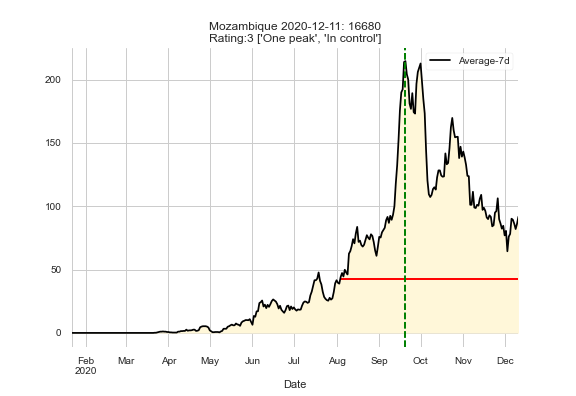 Mozambique 2020-12-11: 16680
Rating:3 ['One peak', 'In control']
Average-7d
200
150
100
50
0
Feb Mar Apr May Jun Jul Aug Sep Oct Nov Dec
2020
Date